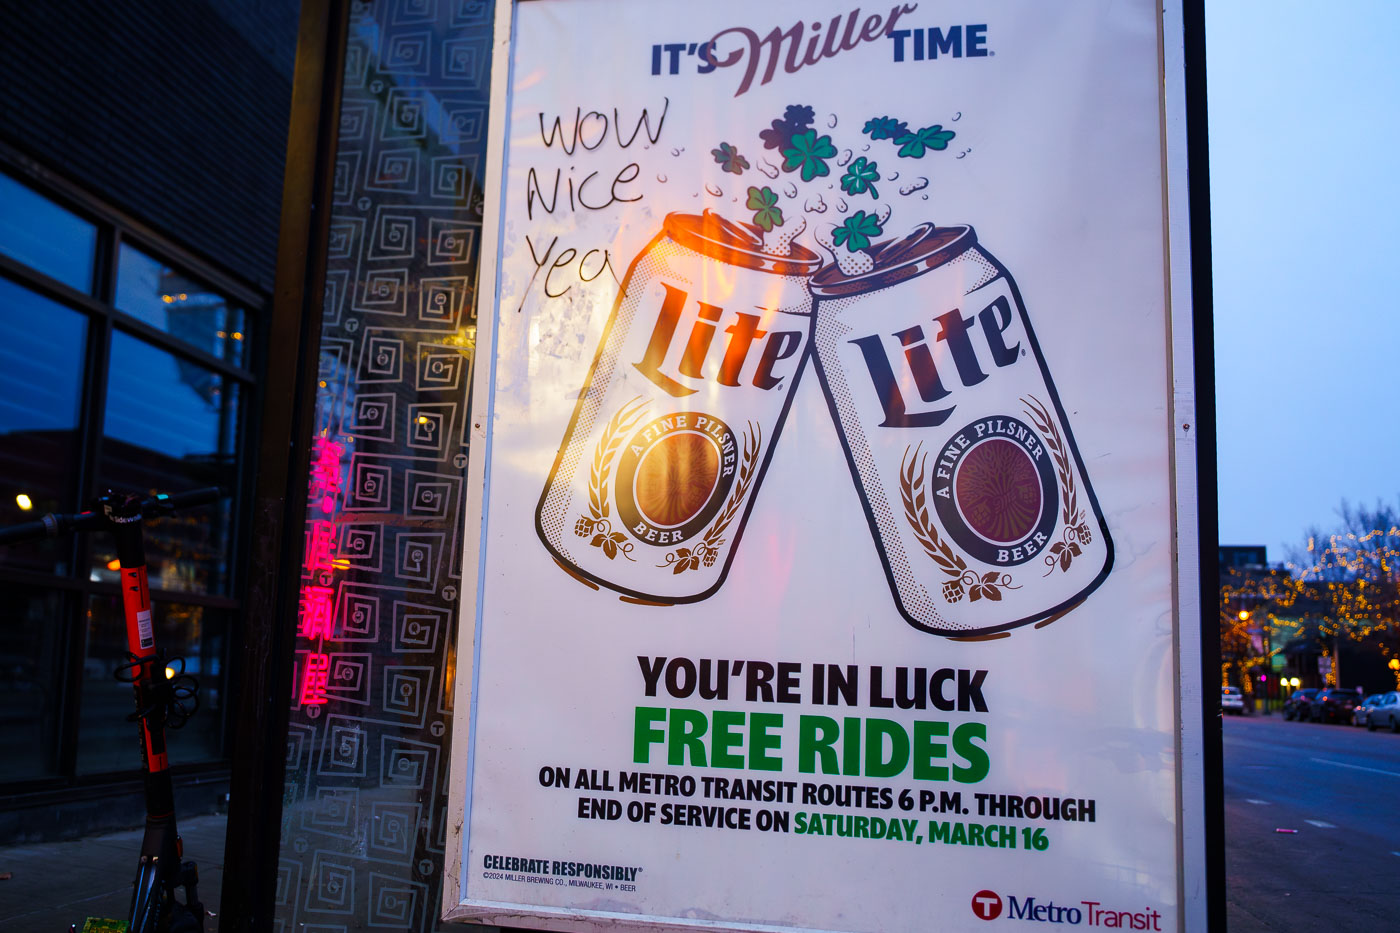 IT'S Miller TIME®
WOW
Nice
Yea
Lite®
A FINE PILSNER
BEER
Lite®
A FINE PILSNER
BEER
YOU'RE IN LUCK
FREE RIDES
ON ALL METRO TRANSIT ROUTES 6 P.M. THROUGH
END OF SERVICE ON SATURDAY, MARCH 16
CELEBRATE RESPONSIBLY®
©2024 MILLER BREWING CO., MILWAUKEE, WI • BEER
T MetroTransit